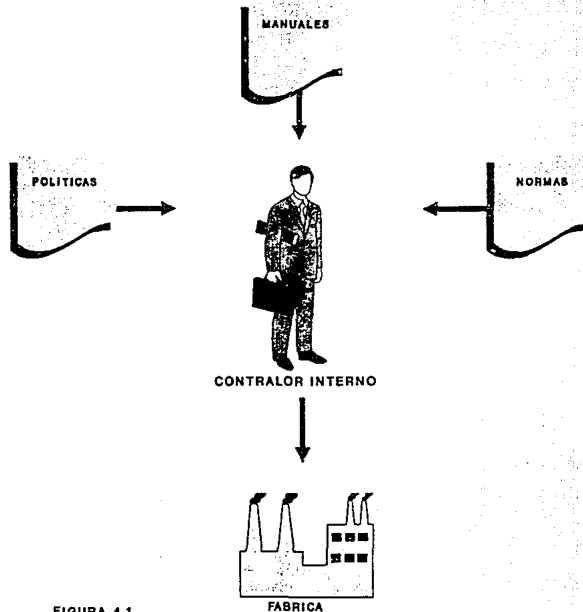 MANUALES
POLITICAS
NORMAS
CONTRALOR INTERNO
FABRICA
FIGURA 4.1